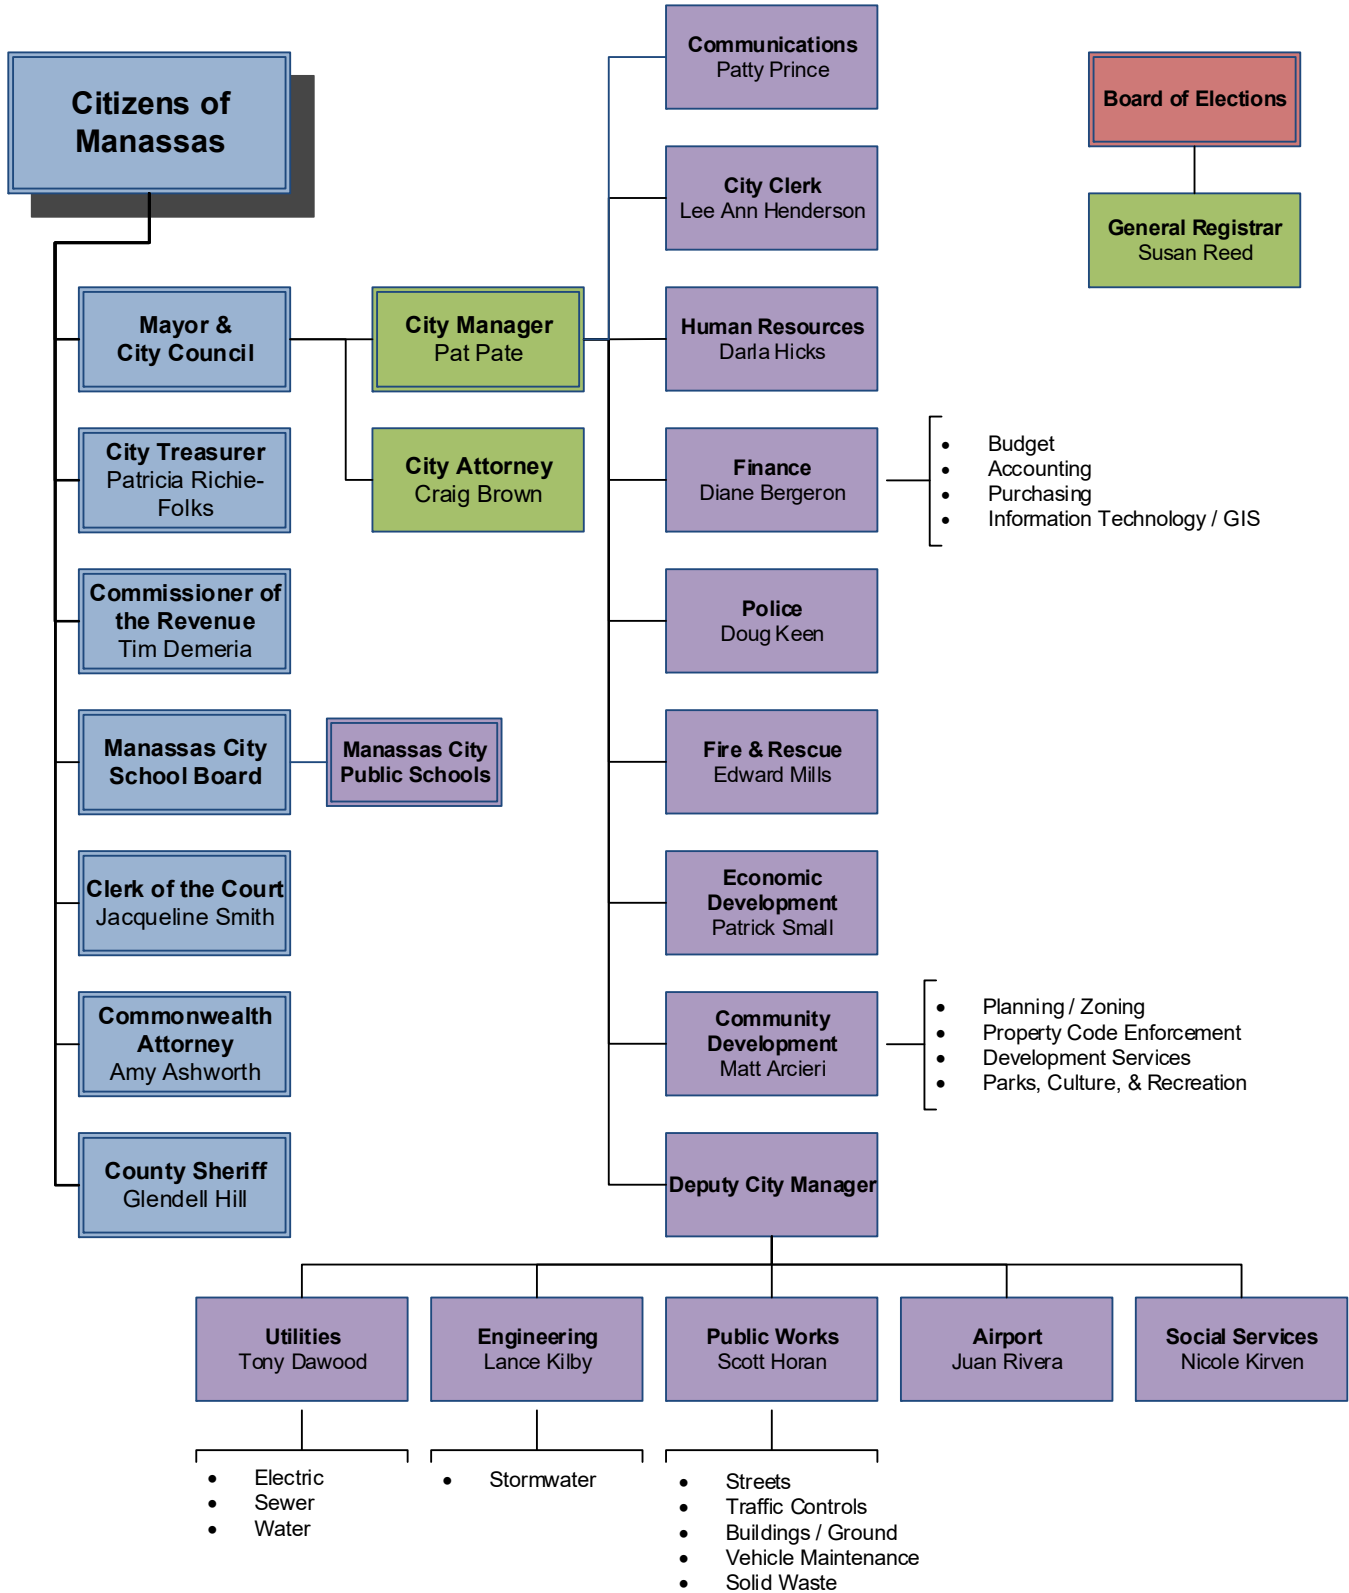 Citizens of
Manassas
Mayor &
City Council
City Treasurer
Patricia Richie-
Folks
Commissioner of
the Revenue
Tim Demeria
Manassas City
School Board
Manassas City
Public Schools
Clerk of the Court
Jacqueline Smith
Commonwealth
Attorney
Amy Ashworth
County Sheriff
Glendell Hill
City Manager
Pat Pate
City Attorney
Craig Brown
Communications
Patty Prince
City Clerk
Lee Ann Henderson
Human Resources
Darla Hicks
Finance
Diane Bergeron
• Budget
• Accounting
• Purchasing
• Information Technology / GIS
Police
Doug Keen
Fire & Rescue
Edward Mills
Economic
Development
Patrick Small
Community
Development
Matt Arcieri
• Planning / Zoning
• Property Code Enforcement
• Development Services
• Parks, Culture, & Recreation
Deputy City Manager
Board of Elections
General Registrar
Susan Reed
Utilities
Tony Dawood
• Electric
• Sewer
• Water
Engineering
Lance Kilby
• Stormwater
Public Works
Scott Horan
• Streets
• Traffic Controls
• Buildings / Ground
• Vehicle Maintenance
• Solid Waste
Airport
Juan Rivera
Social Services
Nicole Kirven